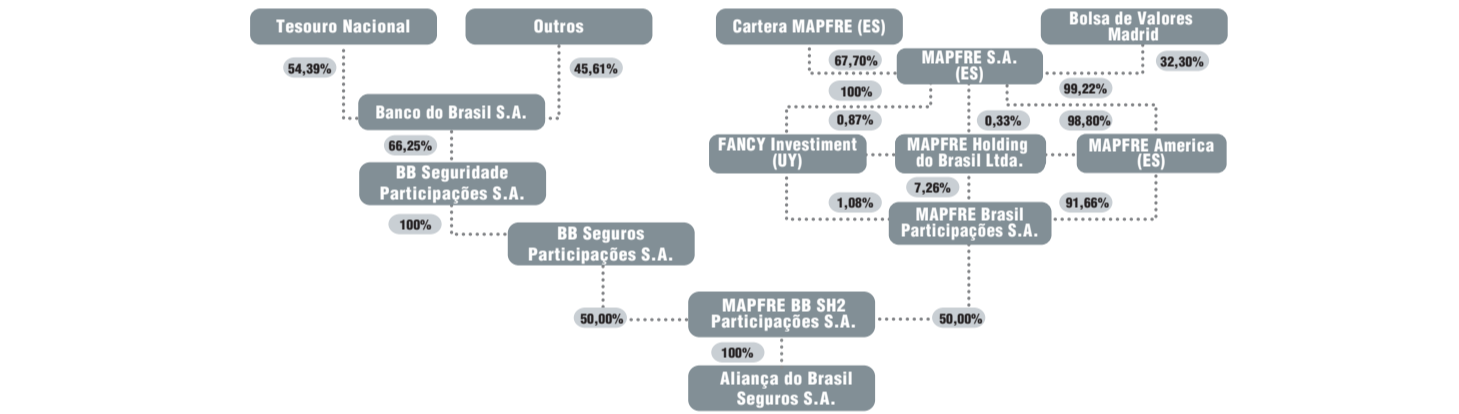 Tesouro Nacional
Outros
Cartera MAPFRE (ES)
Bolsa de Valores
Madrid
54,39%
45,61%
67,70%
MAPFRE S.A.
(ES)
32,30%
100%
99,22%
Banco do Brasil S.A.
0,87%
0,33%
98,80%
66,25%
FANCY Investiment
(UY)
MAPFRE Holding
do Brasil Ltda.
MAPFRE America
(ES)
BB Seguridade
Participações S.A.
7,26%
1,08%
91,66%
100%
MAPFRE Brasil
Participações S.A.
BB Seguros
Participações S.A.
50,00%
MAPFRE BB SH2
Participações S.A.
50,00%
100%
Aliança do Brasil
Seguros S.A.